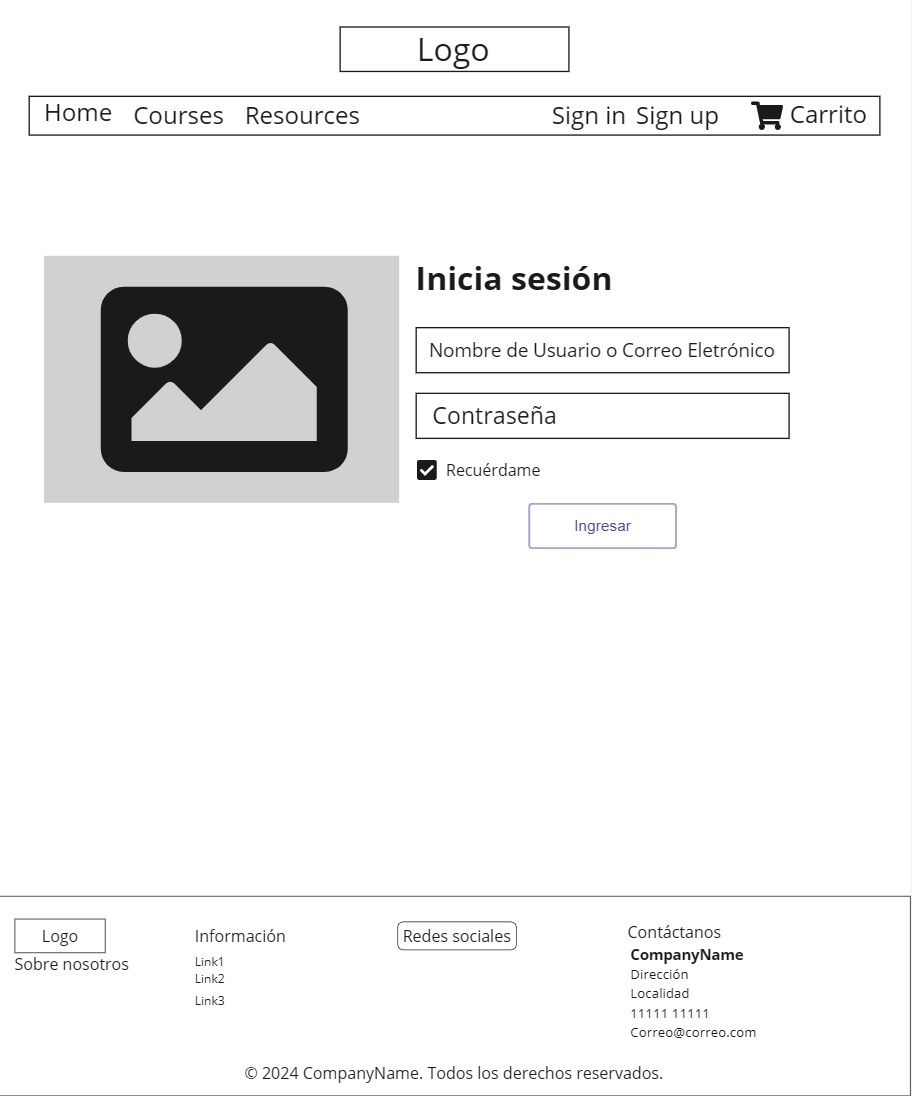 Logo
Home Courses Resources Sign in Sign up Carrito
Inicia sesión
Nombre de Usuario o Correo Eletrónico
Contraseña
Recuérdame
Ingresar
Logo
Sobre nosotros
Información
Link1
Link2
Link3
Redes sociales
Contáctanos
CompanyName
Dirección
Localidad
11111 11111
Correo@correo.com
© 2024 CompanyName. Todos los derechos reservados.